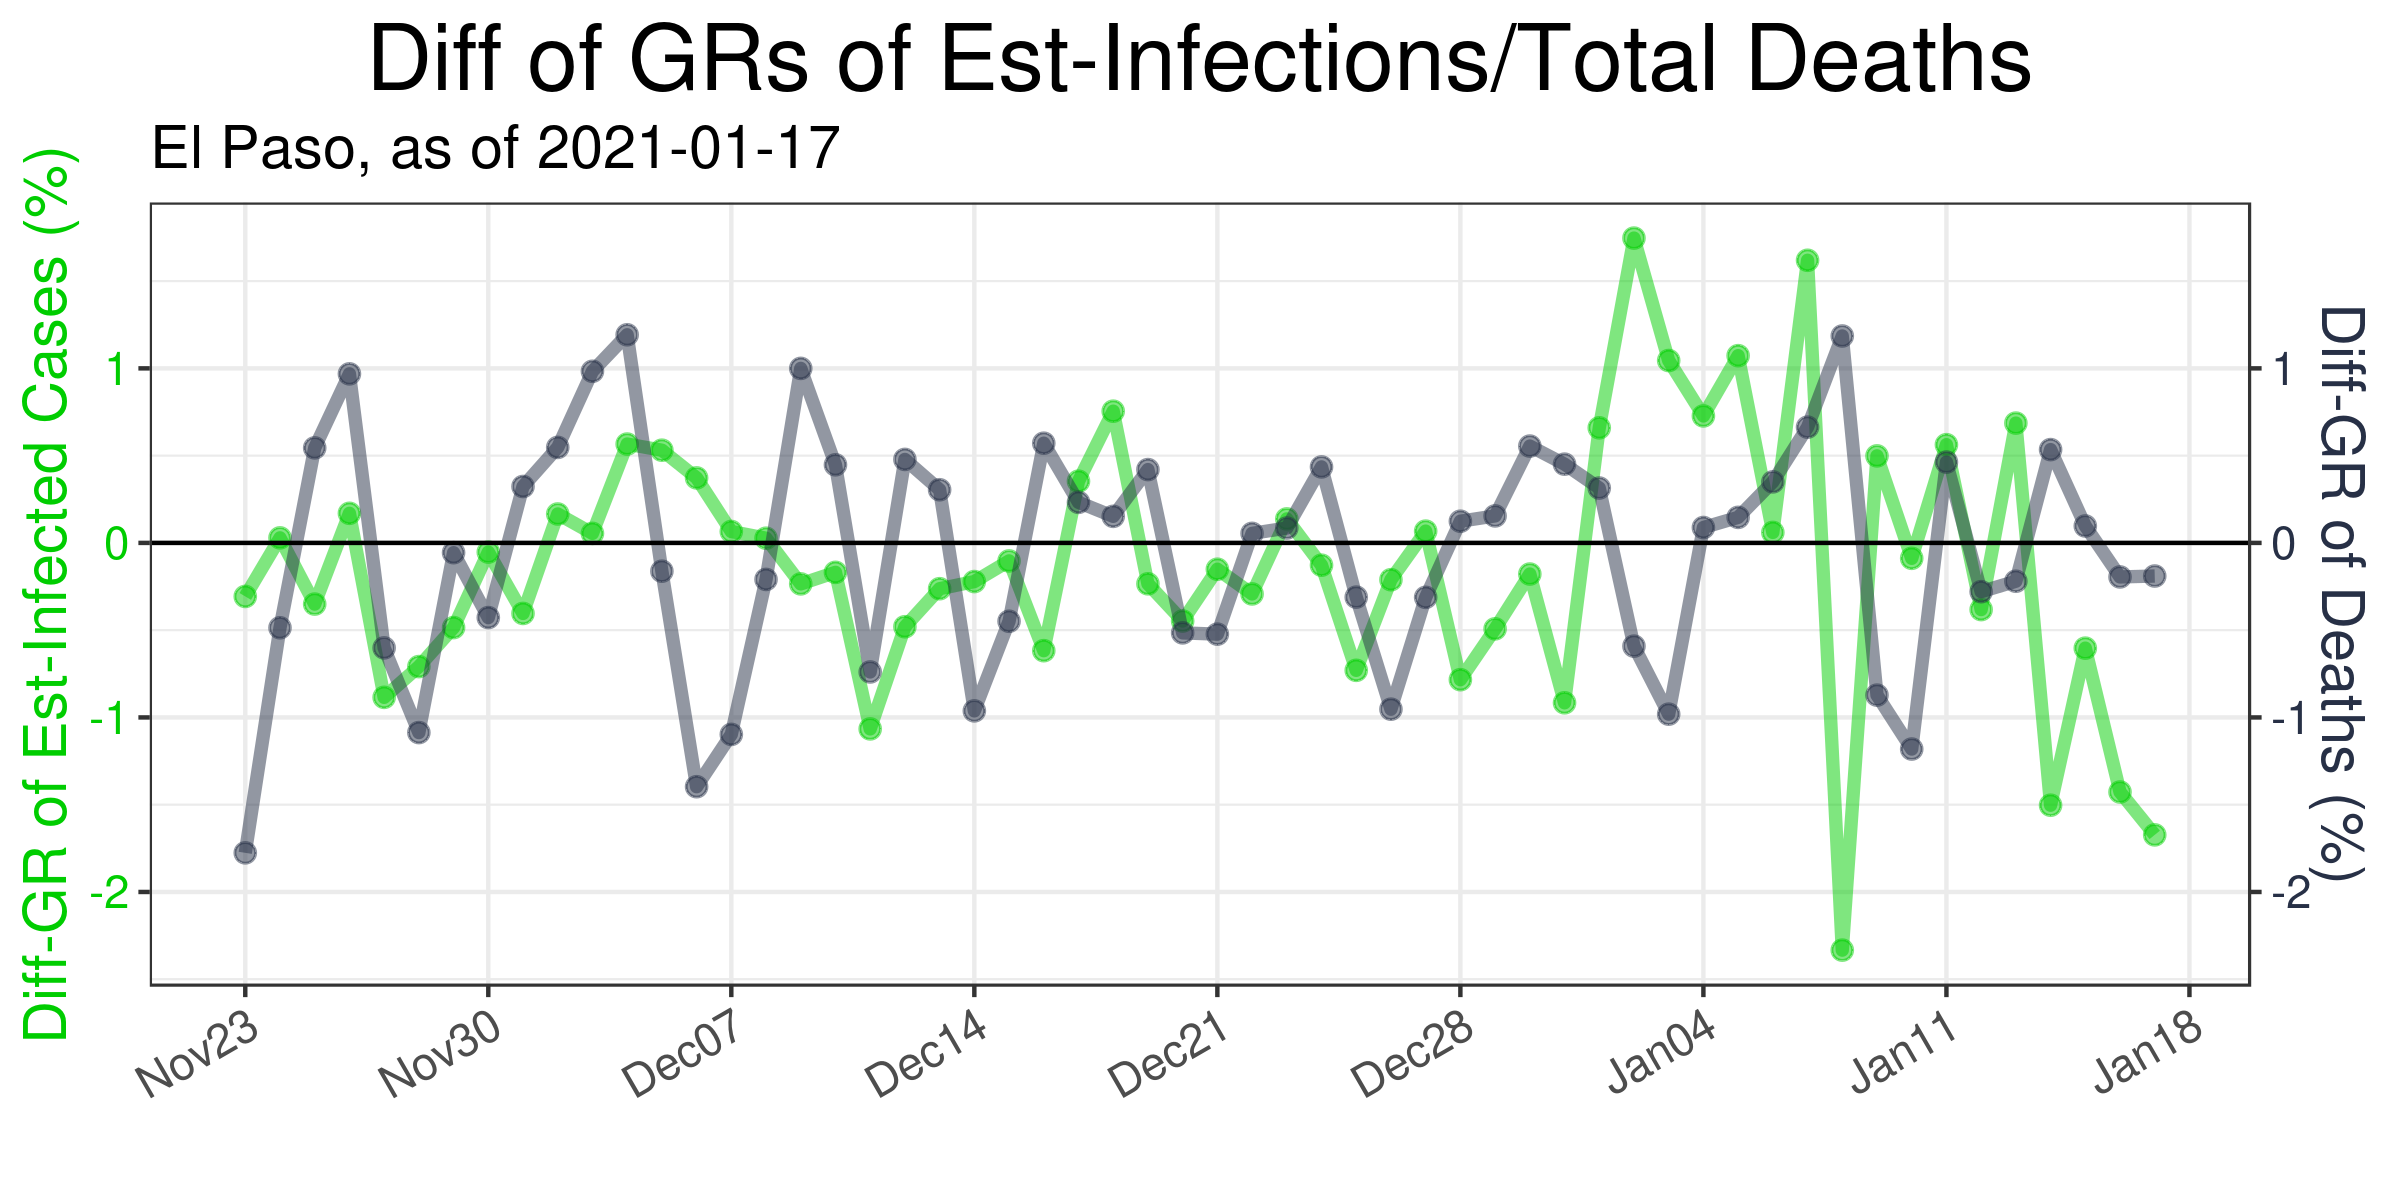 Diff of GRs of Est-Infections/Total Deaths
El Paso, as of 2021-01-17
Diff-GR of Est-Infected Cases (%)
1
0
-1
-2
1
0
-1
-2
Diff-GR of Deaths (%)
Nov23
Nov30
Dec07
Dec14
Dec21
Dec28
Jan04
Jan11
Jan18